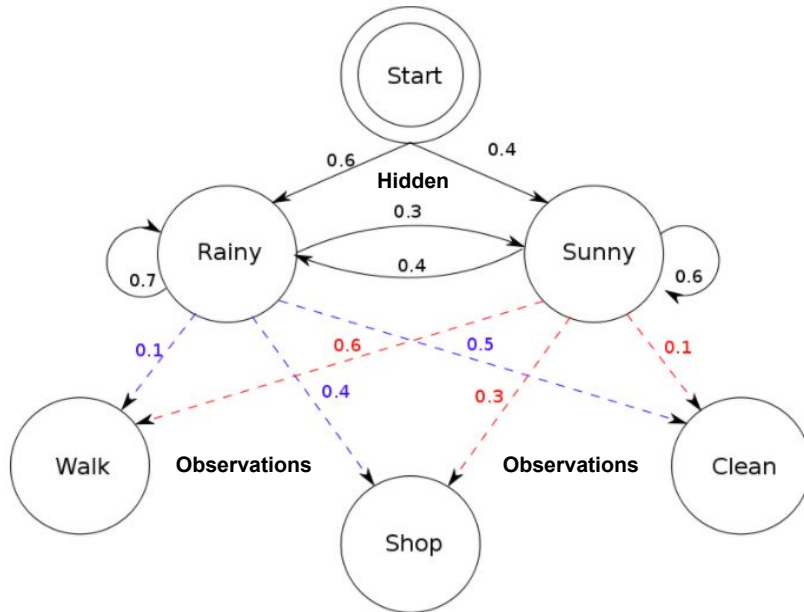 Start
0.6
0.4
Hidden
0.3
Rainy
Sunny
0.4
0.7
0.6
0.1
0.6
0.5
0.1
0.4
0.3
Walk
Observations
Observations
Clean
Shop